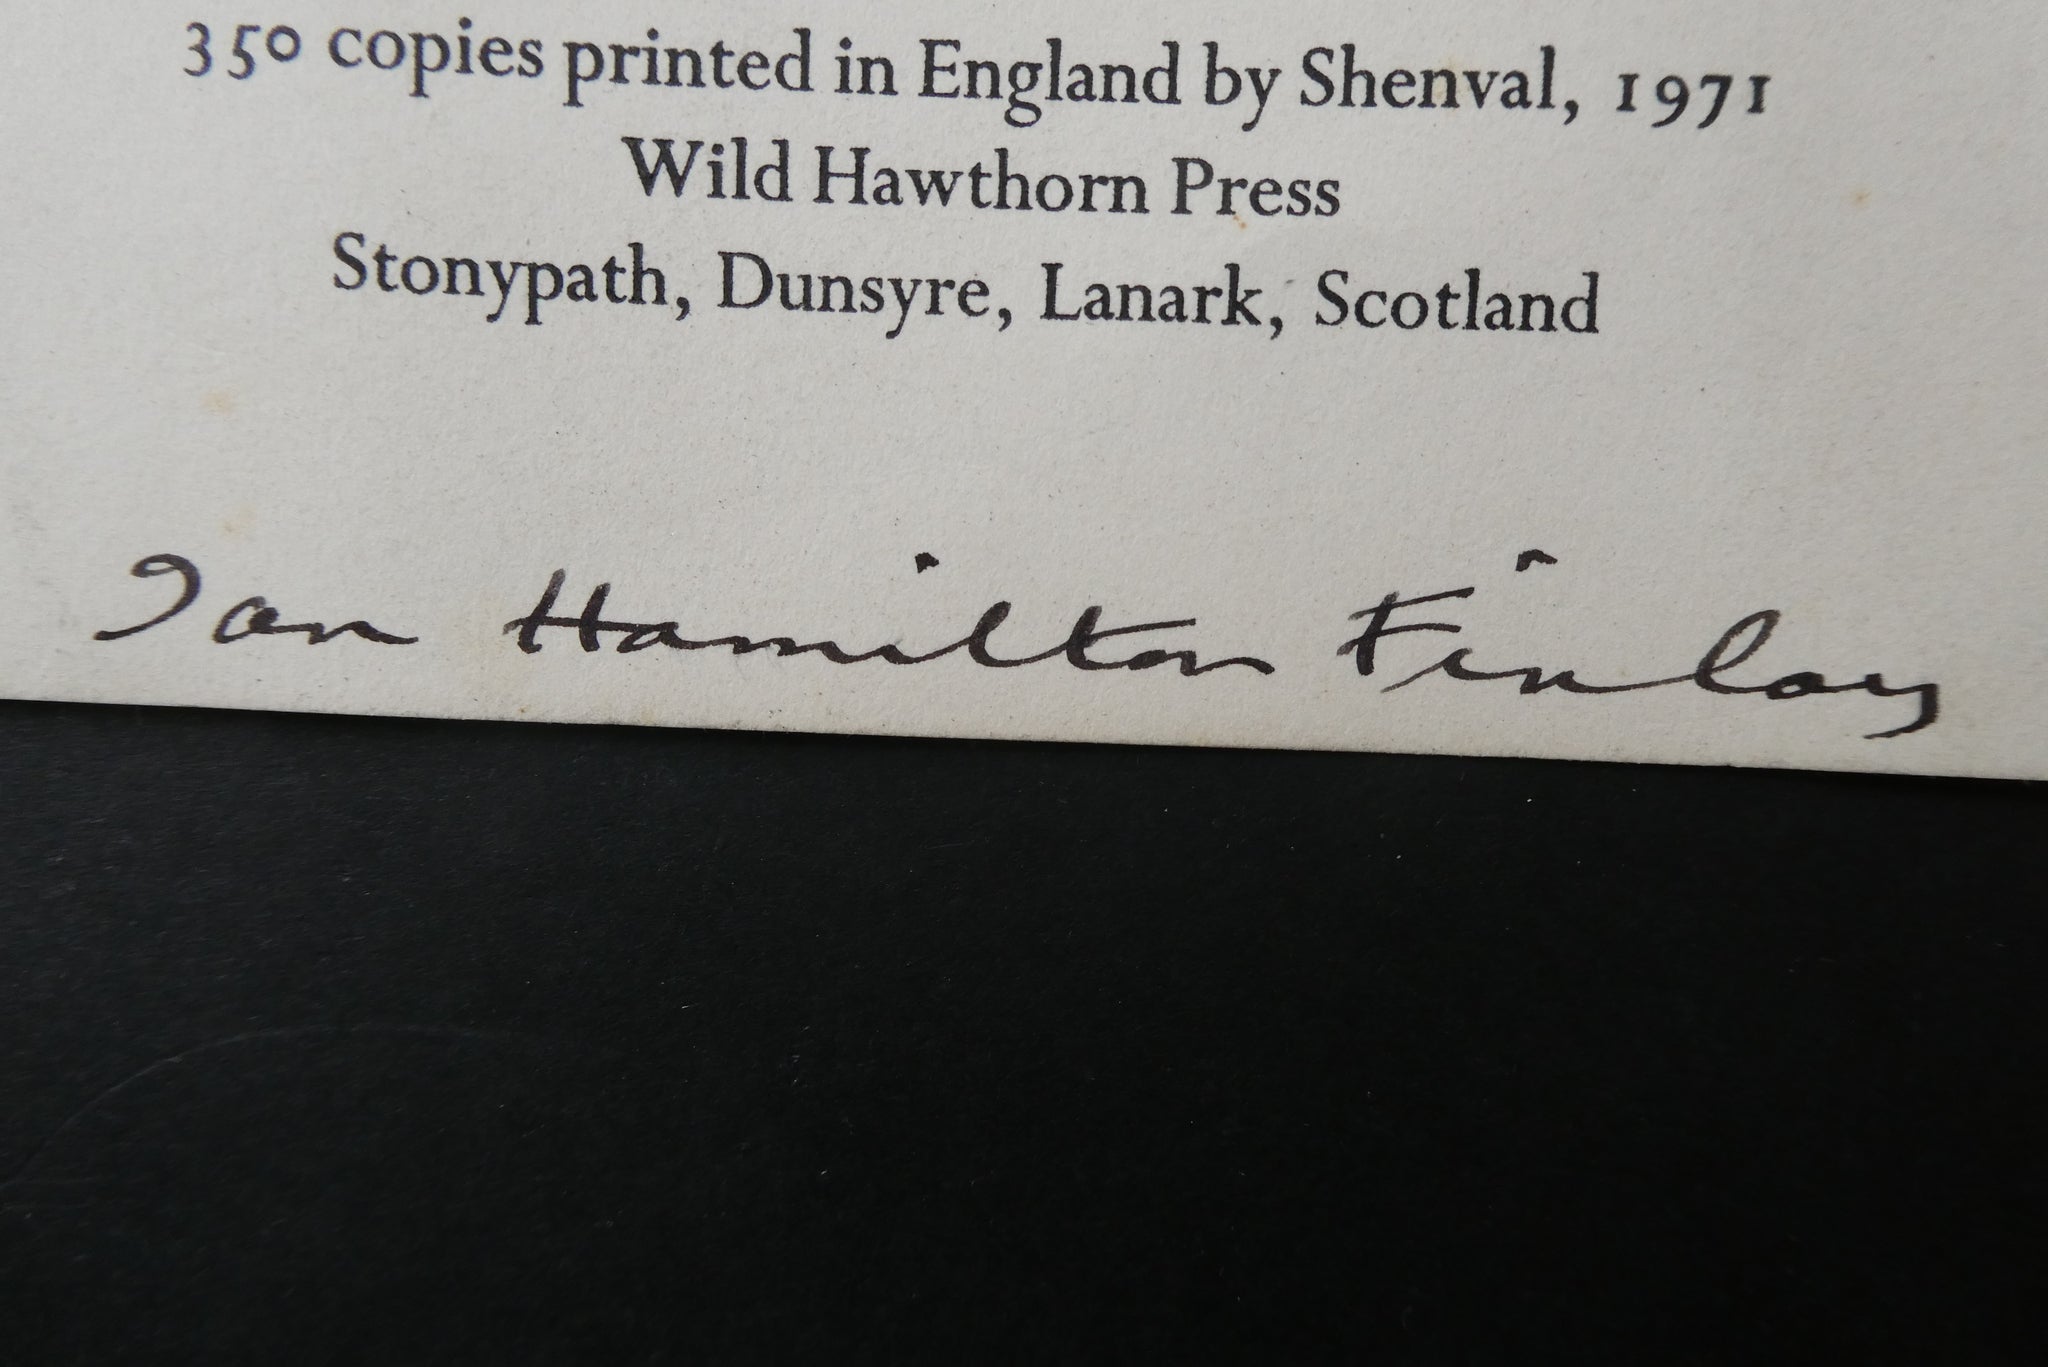 350 copies printed in England by Shenval, 1971
Wild Hawthorn Press
Stonypath, Dunsyre, Lanark, Scotland
Ian Hamilton Finlay